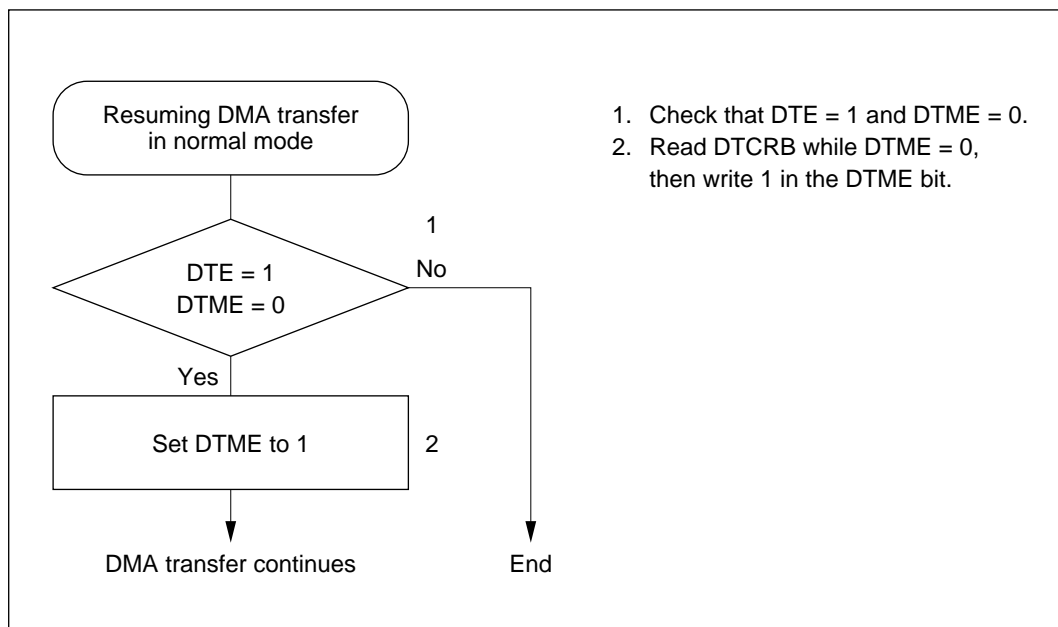 Resuming DMA transfer
in normal mode
1. Check that DTE = 1 and DTME = 0.
2. Read DTCRB while DTME = 0,
then write 1 in the DTME bit.
1
DTE = 1
DTME = 0
No
Yes
Set DTME to 1
2
DMA transfer continues
End